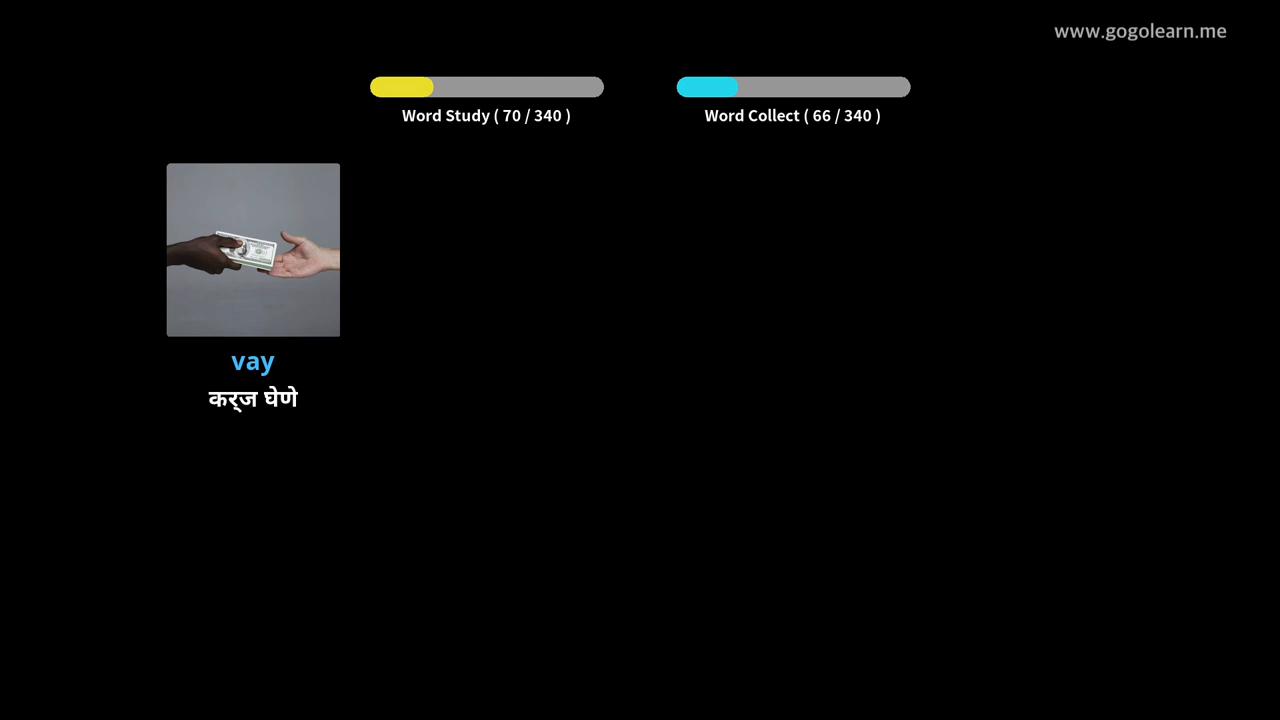 www.gogolearn.me
Word Study ( 70 / 340 )
Word Collect ( 66 / 340 )
vay
कर्ज घेणे